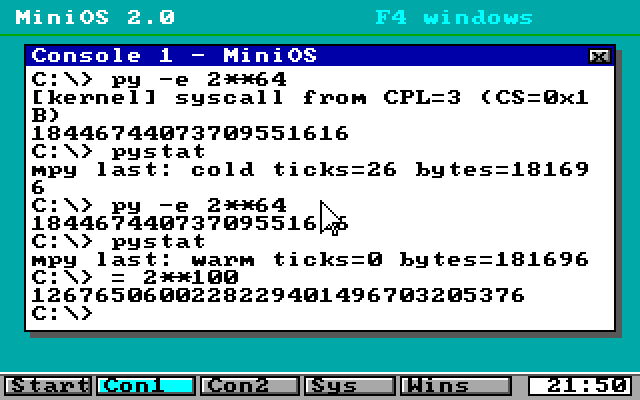 MiniOS 2.0 F4 windows
Console 1 - MiniOS
C:\> py -e 2**64
[kernel] syscall from CPL=3 (CS=0x1
B)
18446744073709551616
C:\> pystat
mpy last: cold ticks=26 bytes=18169
6
C:\> py -e 2**64
18446744073709551616
C:\> pystat
mpy last: warm ticks=0 bytes=181696
C:\> = 2**100
1267650600228229401496703205376
C:\>
Start Con1 Con2 Sys Wins 21:50